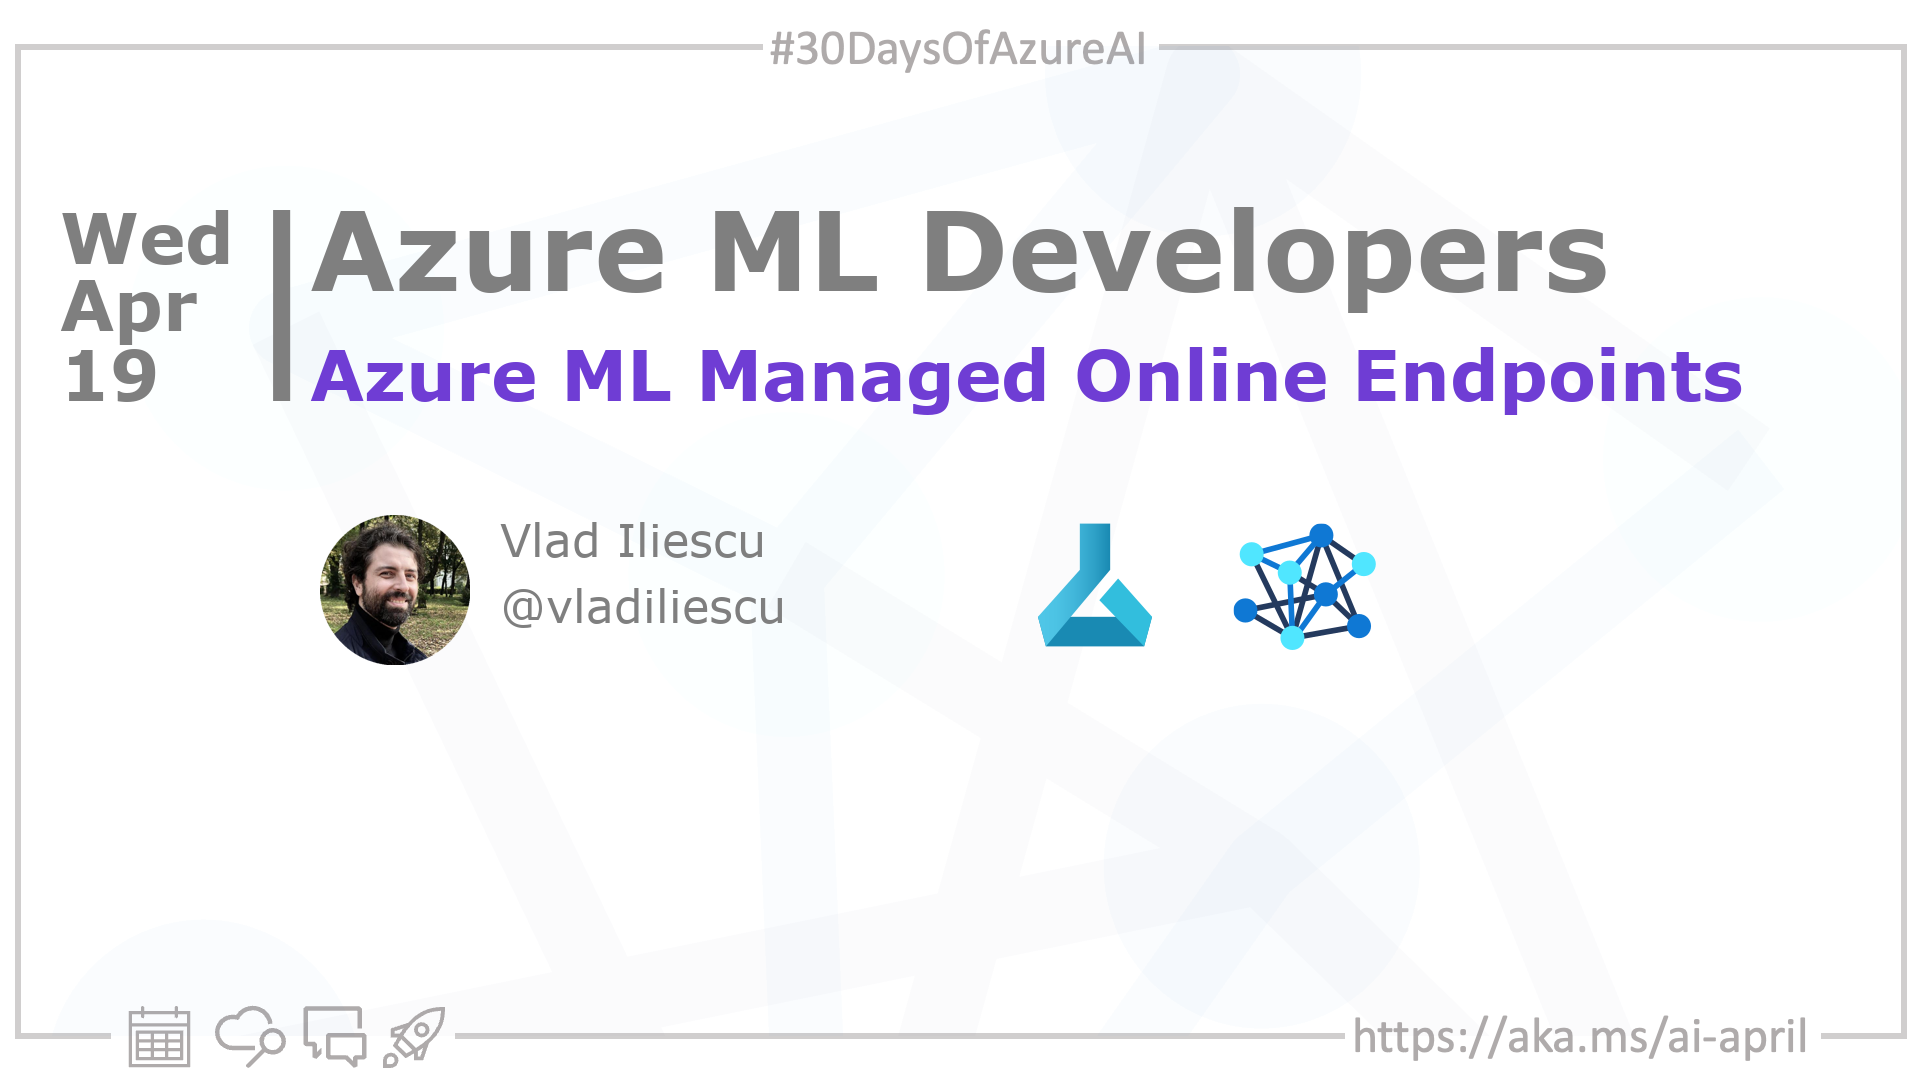 #30DaysOfAzureAI
Wed
Apr
19
Azure ML Developers
Azure ML Managed Online Endpoints
Vlad Iliescu
@vladiliescu
https://aka.ms/ai-april